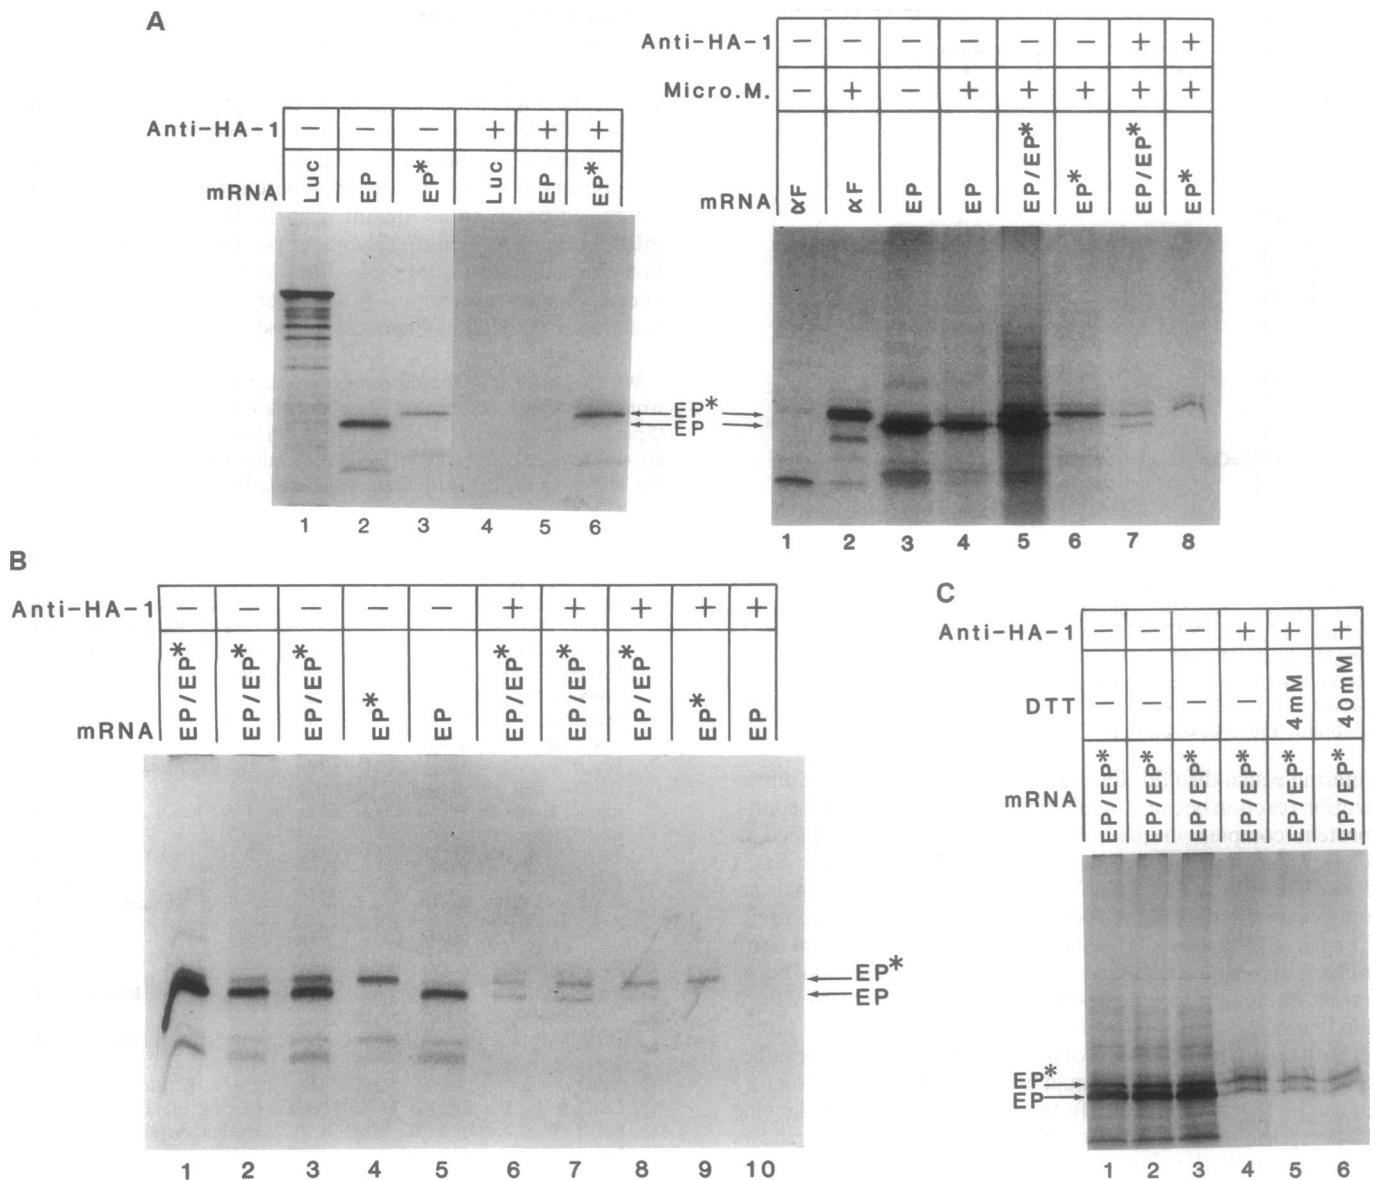 A
Anti-HA-1 − − − + + +
mRNA Luc EP EP* Luc EP EP*
EP*
EP
1 2 3 4 5 6
Anti-HA-1 − − − − − − + +
Micro.M. − + − + + + + +
mRNA αF αF EP EP EP/EP* EP* EP/EP* EP*
1 2 3 4 5 6 7 8
B
Anti-HA-1 − − − − − + + + + +
mRNA EP/EP* EP/EP* EP/EP* EP* EP EP/EP* EP/EP* EP/EP* EP* EP
EP*
EP
1 2 3 4 5 6 7 8 9 10
C
Anti-HA-1 − − − + + +
DTT − − − − 4mM 40mM
mRNA EP/EP* EP/EP* EP/EP* EP/EP* EP/EP* EP/EP*
EP*
EP
1 2 3 4 5 6